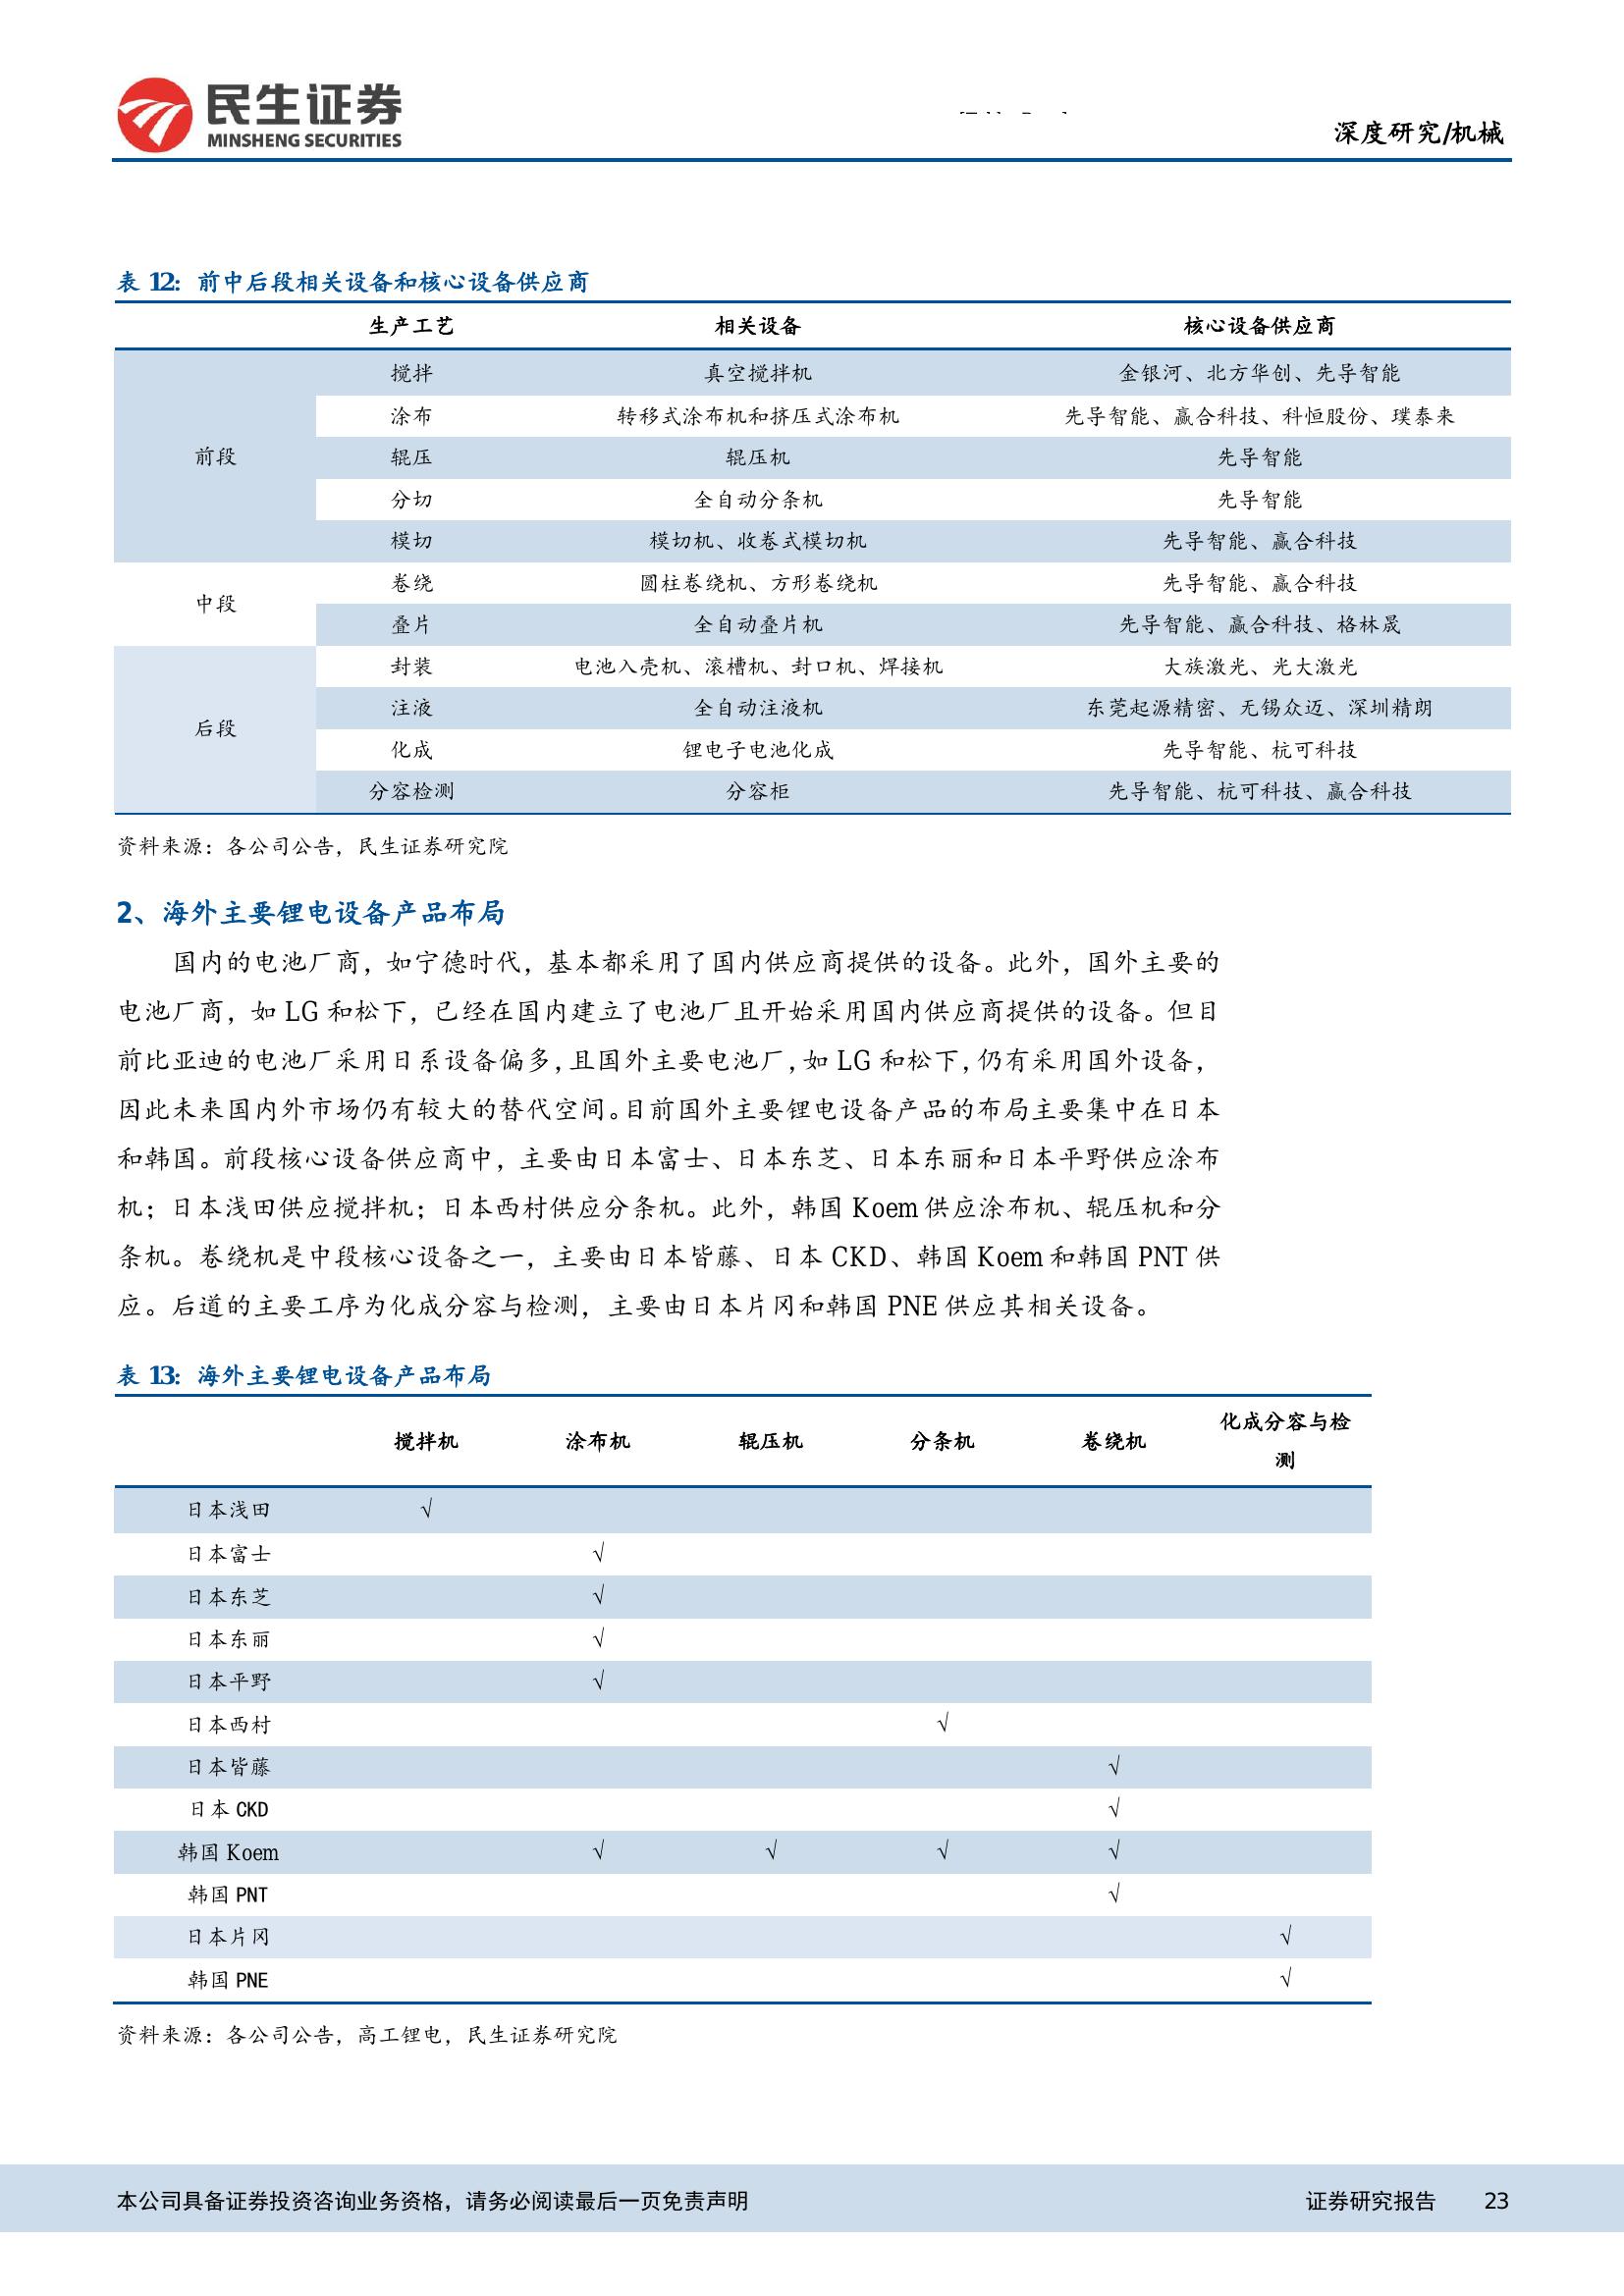 民生证券
MINSHENG SECURITIES
深度研究/机械
表 12: 前中后段相关设备和核心设备供应商
生产工艺 相关设备 核心设备供应商
前段 搅拌 真空搅拌机 金银河、北方华创、先导智能
涂布 转移式涂布机和挤压式涂布机 先导智能、赢合科技、科恒股份、璞泰来
辊压 辊压机 先导智能
分切 全自动分条机 先导智能
模切 模切机、收卷式模切机 先导智能、赢合科技
中段 卷绕 圆柱卷绕机、方形卷绕机 先导智能、赢合科技
叠片 全自动叠片机 先导智能、赢合科技、格林晟
后段 封装 电池入壳机、滚槽机、封口机、焊接机 大族激光、光大激光
注液 全自动注液机 东莞起源精密、无锡众迈、深圳精朗
化成 锂电子电池化成 先导智能、杭可科技
分容检测 分容柜 先导智能、杭可科技、赢合科技
资料来源：各公司公告，民生证券研究院
2、海外主要锂电设备产品布局
国内的电池厂商，如宁德时代，基本都采用了国内供应商提供的设备。此外，国外主要的
电池厂商，如 LG 和松下，已经在国内建立了电池厂且开始采用国内供应商提供的设备。但目
前比亚迪的电池厂采用日系设备偏多，且国外主要电池厂，如 LG 和松下，仍有采用国外设备，
因此未来国内外市场仍有较大的替代空间。目前国外主要锂电设备产品的布局主要集中在日本
和韩国。前段核心设备供应商中，主要由日本富士、日本东芝、日本东丽和日本平野供应涂布
机；日本浅田供应搅拌机；日本西村供应分条机。此外，韩国 Koem 供应涂布机、辊压机和分
条机。卷绕机是中段核心设备之一，主要由日本皆藤、日本 CKD、韩国 Koem 和韩国 PNT 供
应。后道的主要工序为化成分容与检测，主要由日本片冈和韩国 PNE 供应其相关设备。
表 13: 海外主要锂电设备产品布局
搅拌机 涂布机 辊压机 分条机 卷绕机 化成分容与检
测
日本浅田 √
日本富士 √
日本东芝 √
日本东丽 √
日本平野 √
日本西村 √
日本皆藤 √
日本 CKD √
韩国 Koem √ √ √ √
韩国 PNT √
日本片冈 √
韩国 PNE √
资料来源：各公司公告，高工锂电，民生证券研究院
本公司具备证券投资咨询业务资格，请务必阅读最后一页免责声明 证券研究报告 23